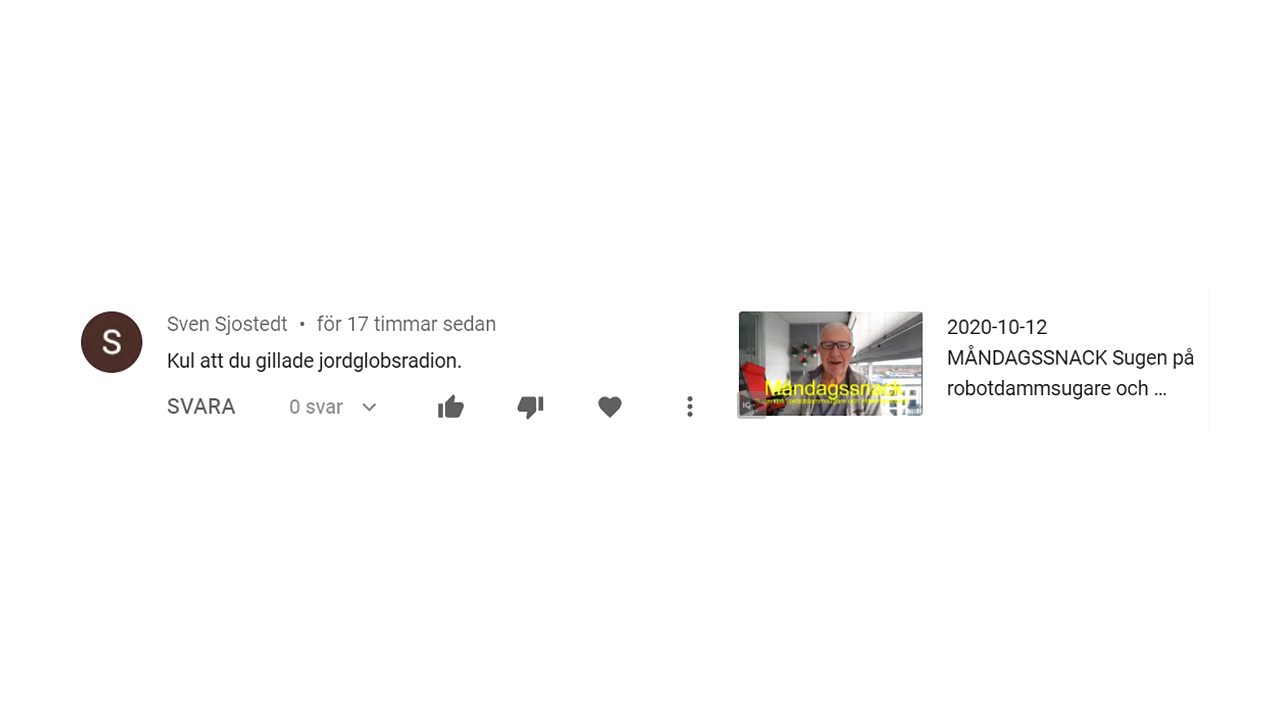 S
Sven Sjostedt • för 17 timmar sedan
Kul att du gillade jordglobsradion.
SVARA 0 svar
Måndagssnack
2020-10-12
MÅNDAGSSNACK Sugen på
robotdammsugare och ...